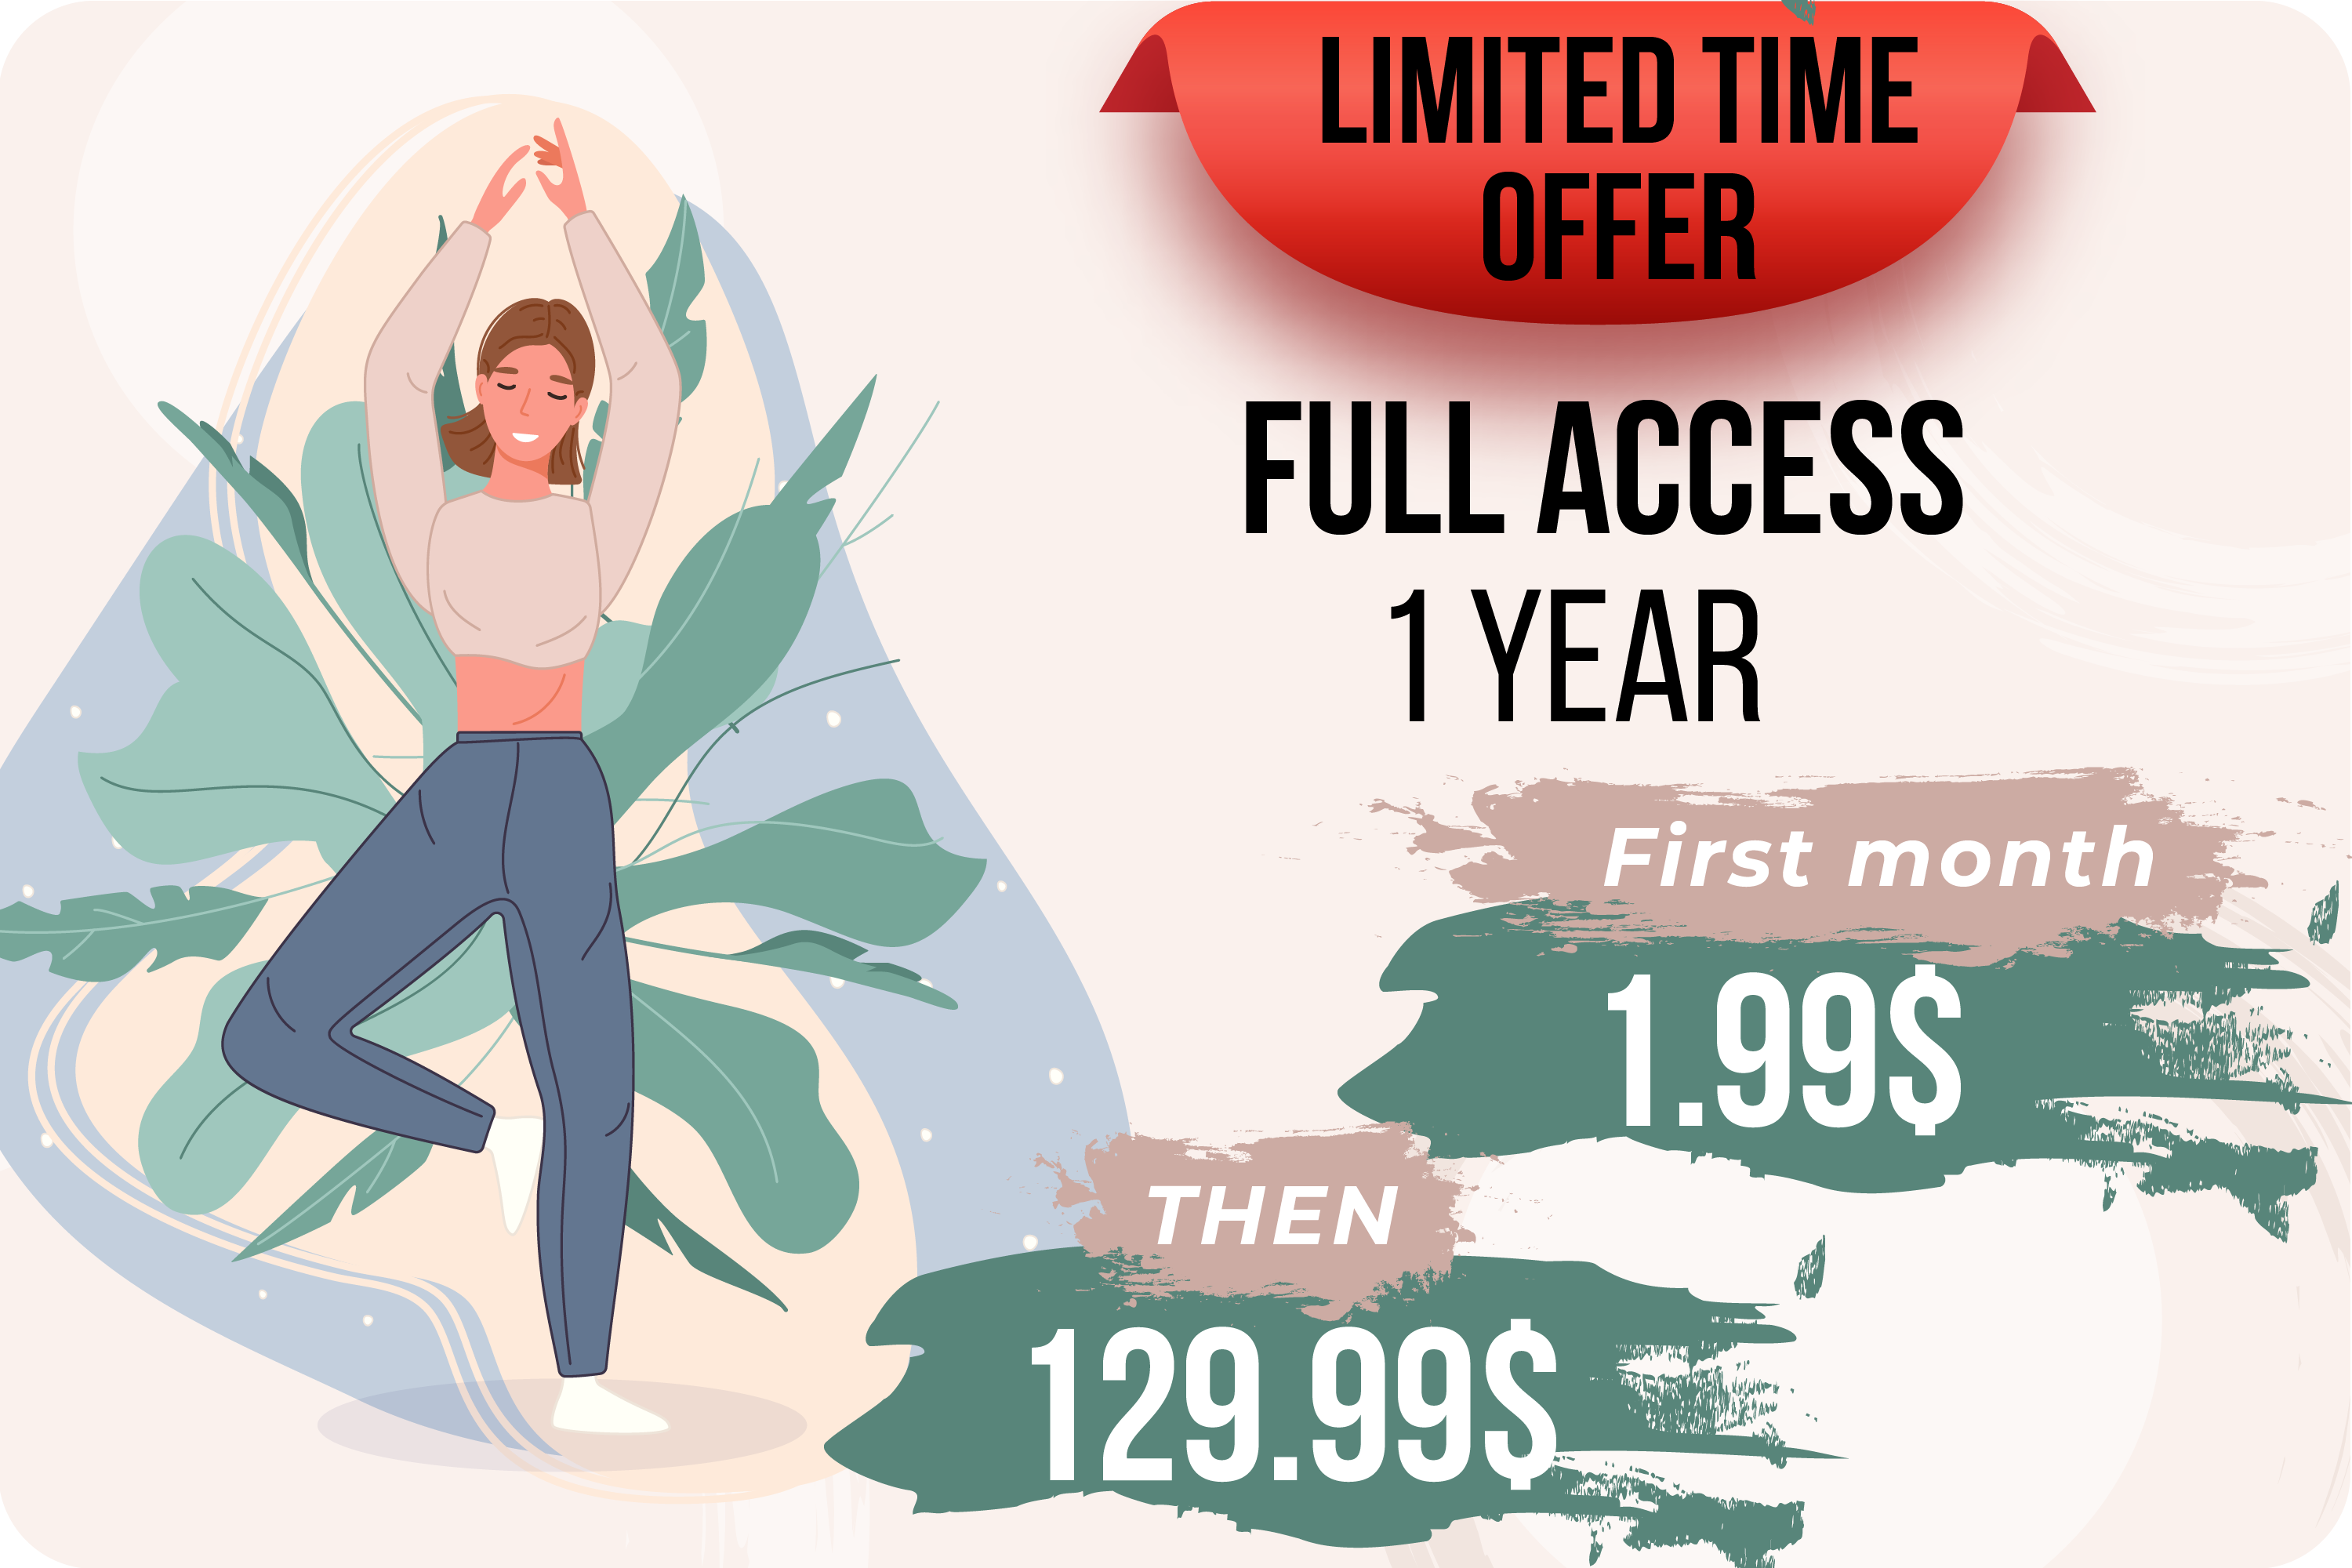 LIMITED TIME
OFFER
FULL ACCESS
1 YEAR
First month
1.99$
THEN
129.99$